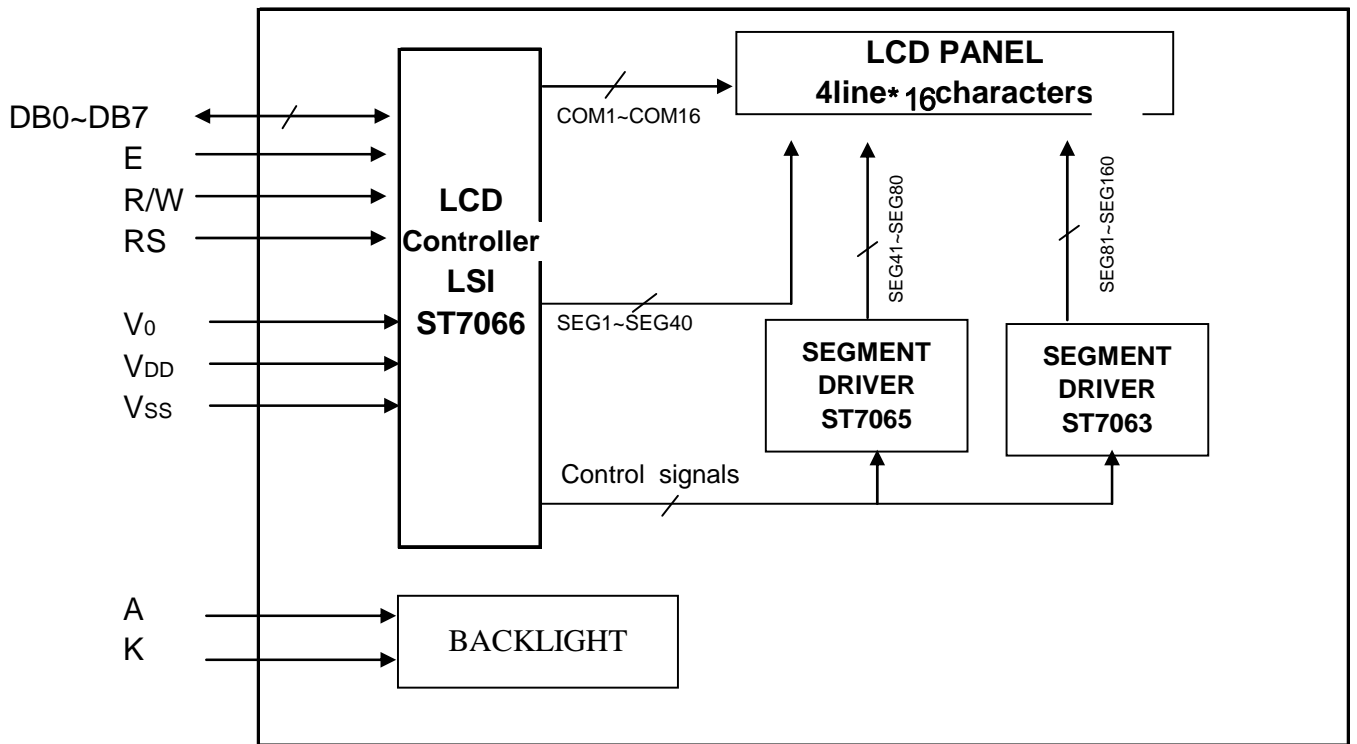 LCD PANEL
4line* 16characters
DB0~DB7
E
R/W
RS
V0
VDD
VSS
LCD
Controller
LSI
ST7066
COM1~COM16
SEG1~SEG40
SEG41~SEG80
SEG81~SEG160
SEGMENT
DRIVER
ST7065
SEGMENT
DRIVER
ST7063
Control signals
A
K
BACKLIGHT